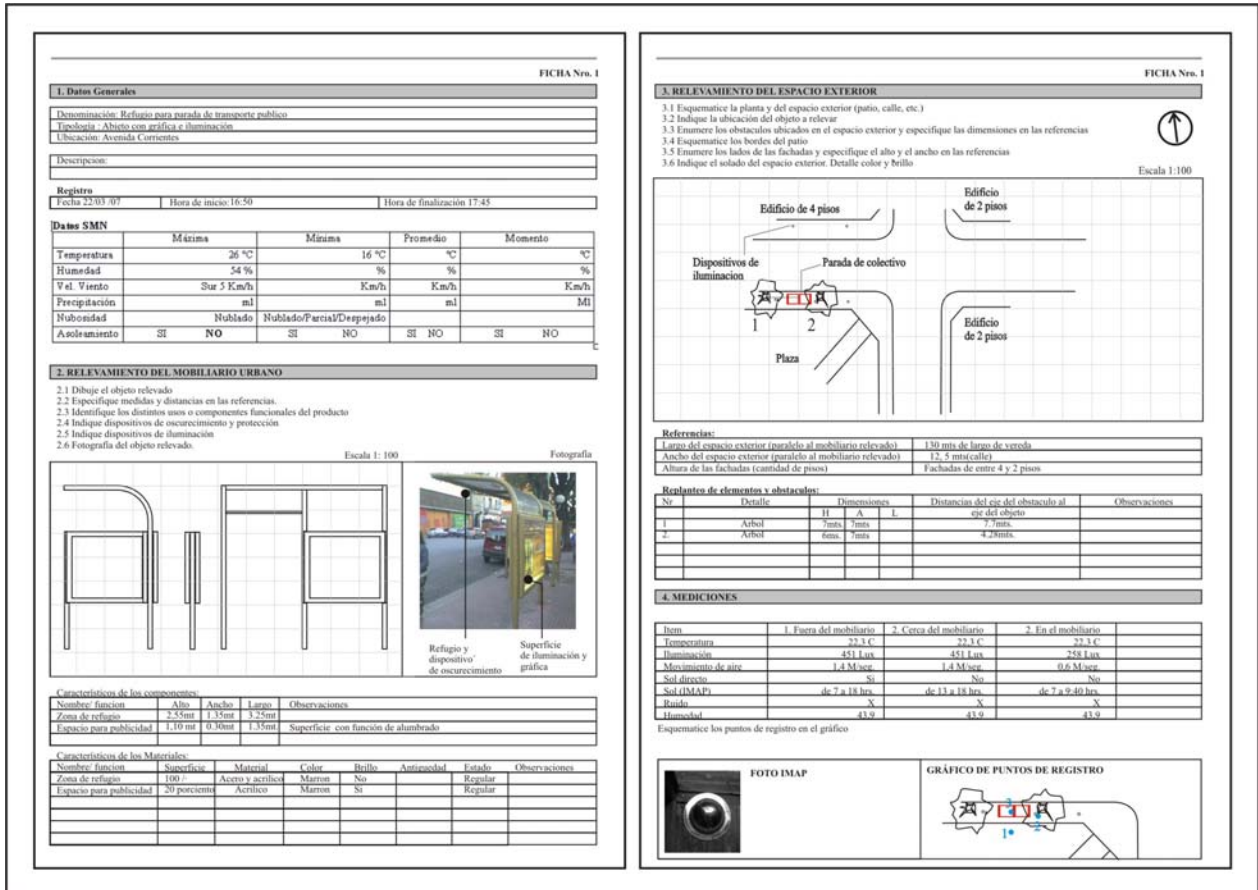 FICHA Nro. 1
1. Datos Generales
Denominación: Refugio para parada de transporte publico
Tipología : Abieto con gráfica e iluminación
Ubicación: Avenida Corrientes
Descripcion:
Registro
Fecha 22/03 /07 Hora de inicio:16:50 Hora de finalización 17:45
Datos SMN
Máxima Mínima Promedio Momento
Temperatura 26 °C 16 °C °C °C
Humedad 54 % % % %
Vel. Viento Sur 5 Km/h Km/h Km/h Km/h
Precipitación ml ml ml Ml
Nubosidad Nublado Nublado/Parcial/Despejado
Asoleamiento SI NO SI NO SI NO SI NO
2. RELEVAMIENTO DEL MOBILIARIO URBANO
2.1 Dibuje el objeto relevado
2.2 Especifique medidas y distancias en las referencias.
2.3 Identifique los distintos usos o componentes funcionales del producto
2.4 Indique dispositivos de oscurecimiento y protección
2.5 Indique dispositivos de iluminación
2.6 Fotografía del objeto relevado.
Escala 1: 100 Fotografía
Refugio y
dispositivo´
de oscurecimiento
Superficie
de iluminación y
gráfica
Característicos de los componentes:
Nombre/ funcion Alto Ancho Largo Observaciones
Zona de refugio 2,55mt 1.35mt 3.25mt
Espacio para publicidad 1,10 mt 0.30mt 1.35mt. Superficie con función de alumbrado
Característicos de los Materiales:
Nombre/ funcion Superficie Material Color Brillo Antiguedad Estado Observaciones
Zona de refugio 100 /· Acero y acrilico Marron No Regular
Espacio para publicidad 20 porciento Acrilico Marron Si Regular
FICHA Nro. 1
3. RELEVAMIENTO DEL ESPACIO EXTERIOR
3.1 Esquematice la planta y del espacio exterior (patio, calle, etc.)
3.2 Indique la ubicación del objeto a relevar
3.3 Enumere los obstaculos ubicados en el espacio exterior y especifique las dimensiones en las referencias
3.4 Esquematice los bordes del patio
3.5 Enumere los lados de las fachadas y especifique el alto y el ancho en las referencias
3.6 Indique el solado del espacio exterior. Detalle color y brillo
Escala 1:100
Edificio de 4 pisos
Edificio
de 2 pisos
Dispositivos de
iluminacion
Parada de colectivo
1 2
Edificio
de 2 pisos
Plaza
Referencias:
Largo del espacio exterior (paralelo al mobiliario relevado) 130 mts de largo de vereda
Ancho del espacio exterior (paralelo al mobiliario relevado) 12, 5 mts(calle)
Altura de las fachadas (cantidad de pisos) Fachadas de entre 4 y 2 pisos
Replanteo de elementos y obstaculos:
Nr Detalle Dimensiones Distancias del eje del obstaculo al Observaciones
H A L eje del objeto
1 Arbol 7mts. 7mts 7.7mts.
2. Arbol 6ms. 7mts 4.28mts.
4. MEDICIONES
Item 1. Fuera del mobiliario 2. Cerca del mobiliario 2. En el mobiliario
Temperatura 22,3 C 22,3 C 22,3 C
Iluminación 451 Lux 451 Lux 258 Lux
Movimiento de aire 1,4 M/seg. 1,4 M/seg. 0,6 M/seg.
Sol directo Si No No
Sol (IMAP) de 7 a 18 hrs. de 13 a 18 hrs. de 7 a 9:40 hrs.
Ruido X X X
Humedad 43.9 43.9 43.9
Esquematice los puntos de registro en el gráfico
FOTO IMAP
GRÁFICO DE PUNTOS DE REGISTRO
3
1 2